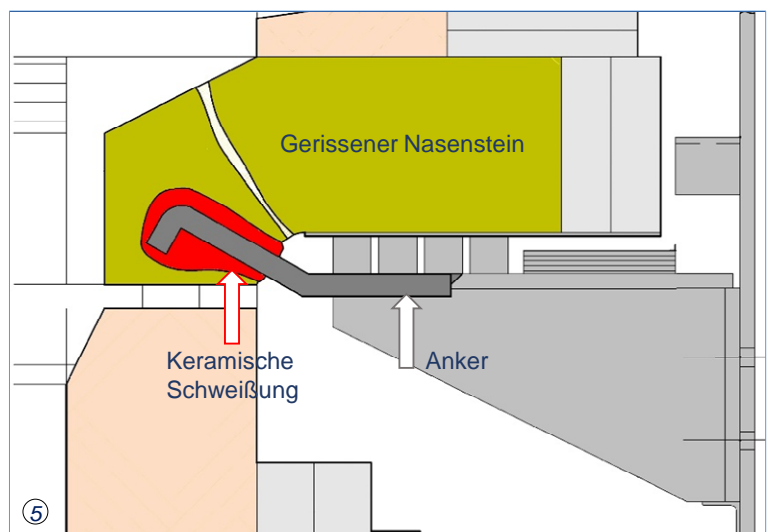 Gerissener Nasenstein
Keramische
Schweißung
Anker
5